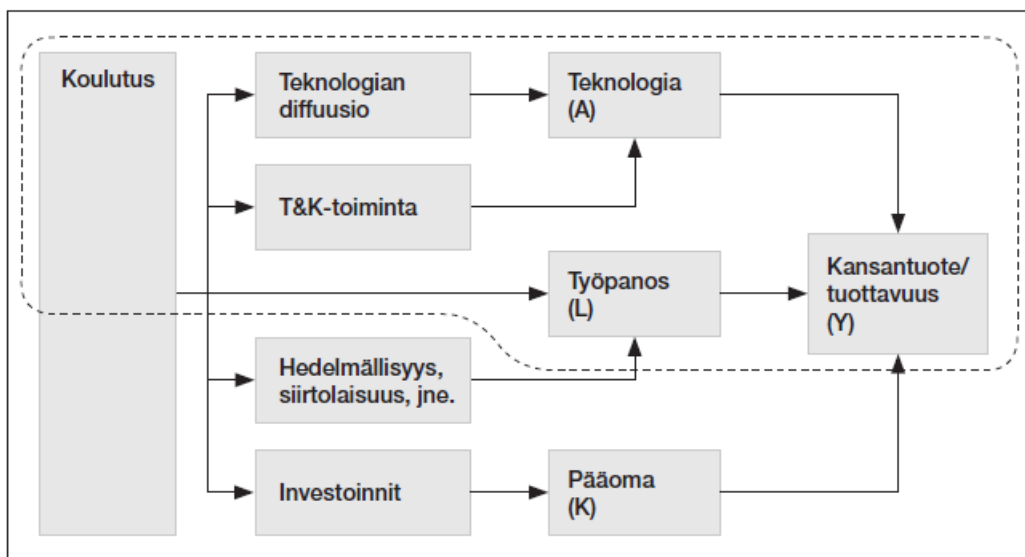 Koulutus
Teknologian
diffuusio
Teknologia
(A)
T&K-toiminta
Työpanos
(L)
Kansantuote/
tuottavuus
(Y)
Hedelmällisyys,
siirtolaisuus, jne.
Investoinnit
Pääoma
(K)